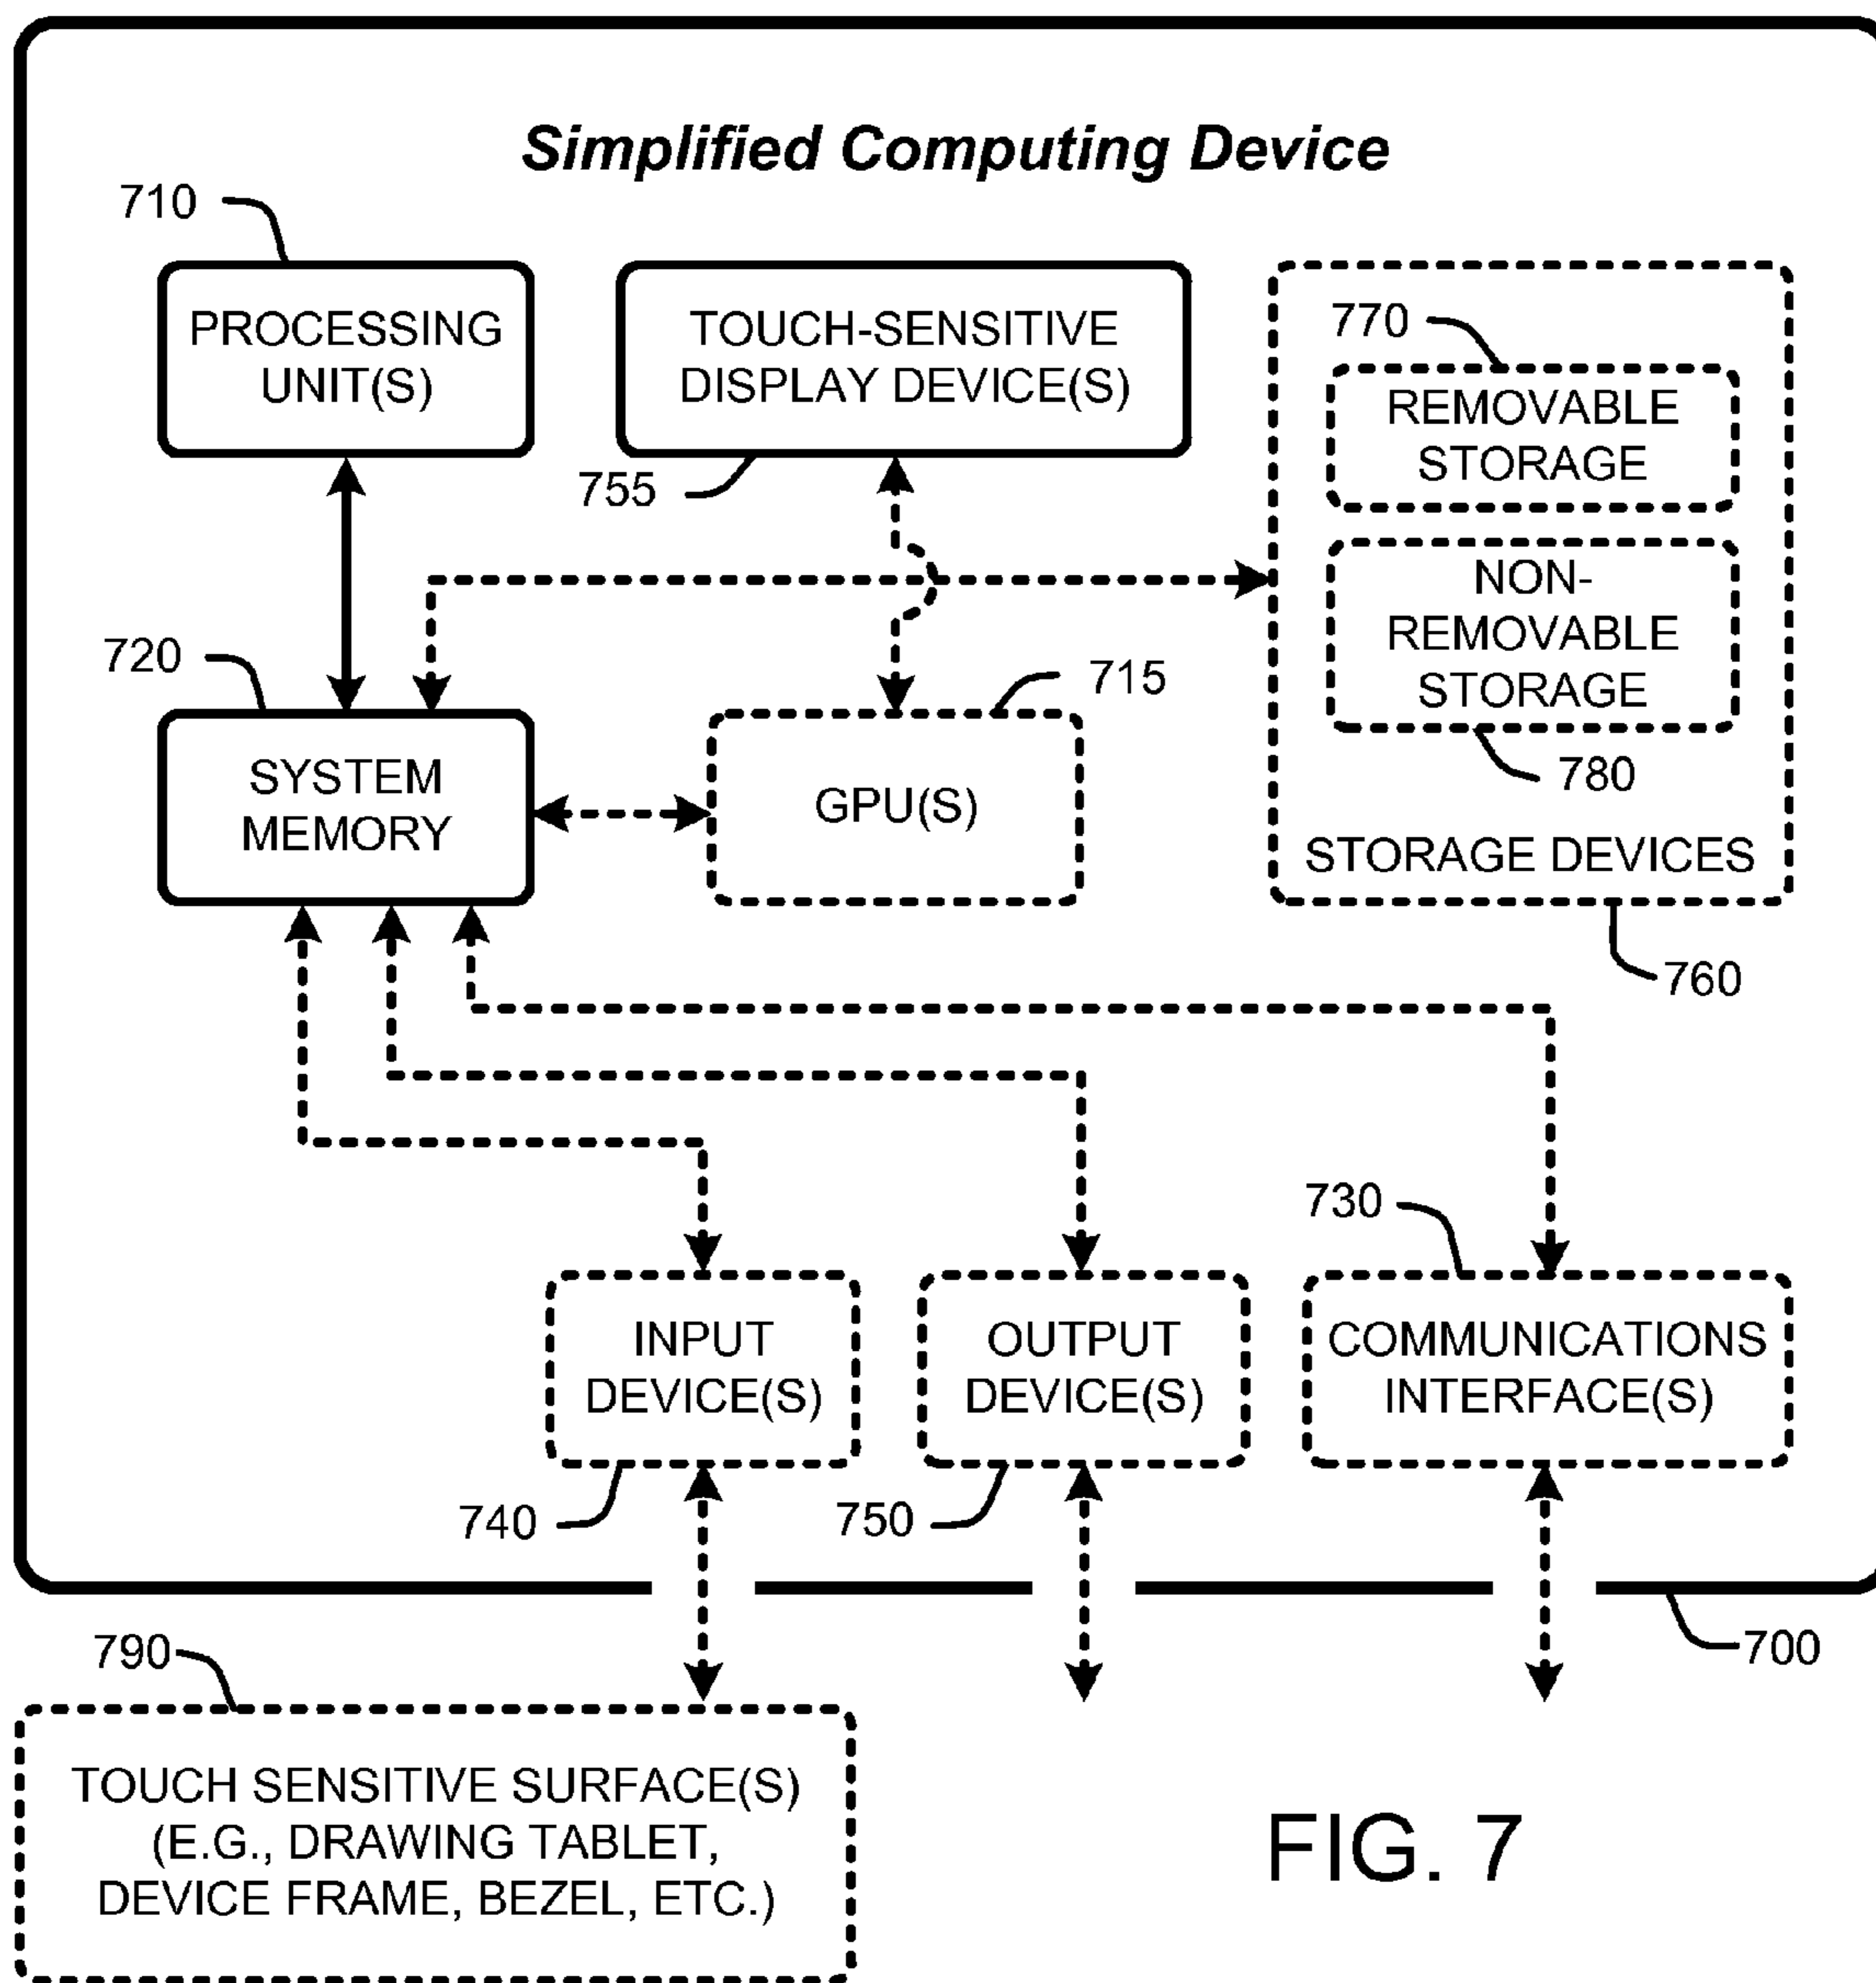 Simplified Computing Device
710
PROCESSING
UNIT(S)
TOUCH-SENSITIVE
DISPLAY DEVICE(S)
755
770
REMOVABLE
STORAGE
NON-
REMOVABLE
STORAGE
780
STORAGE DEVICES
760
720
SYSTEM
MEMORY
715
GPU(S)
INPUT
DEVICE(S)
740
OUTPUT
DEVICE(S)
750
730
COMMUNICATIONS
INTERFACE(S)
700
790
TOUCH SENSITIVE SURFACE(S)
(E.G., DRAWING TABLET,
DEVICE FRAME, BEZEL, ETC.)
FIG. 7